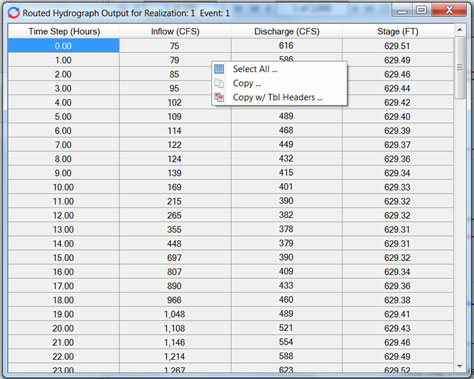 Routed Hydrograph Output for Realization: 1 Event: 1
Time Step (Hours) Inflow (CFS) Discharge (CFS) Stage (FT)
0.00 75 616 629.51
1.00 79 586 629.49
2.00 85 629.46
3.00 95 629.44
4.00 102 629.42
5.00 109 489 629.40
6.00 114 468 629.39
7.00 122 449 629.37
8.00 124 432 629.36
9.00 142 415 629.34
10.00 169 401 629.33
11.00 215 390 629.32
12.00 265 382 629.31
13.00 355 378 629.31
14.00 448 379 629.31
15.00 697 390 629.32
16.00 807 409 629.34
17.00 894 433 629.36
18.00 966 460 629.38
19.00 1,048 489 629.41
20.00 1,108 521 629.43
21.00 1,146 554 629.46
22.00 1,214 588 629.49
23.00 1,267 623 629.52
Select All ...
Copy ...
Copy w/ Tbl Headers ...